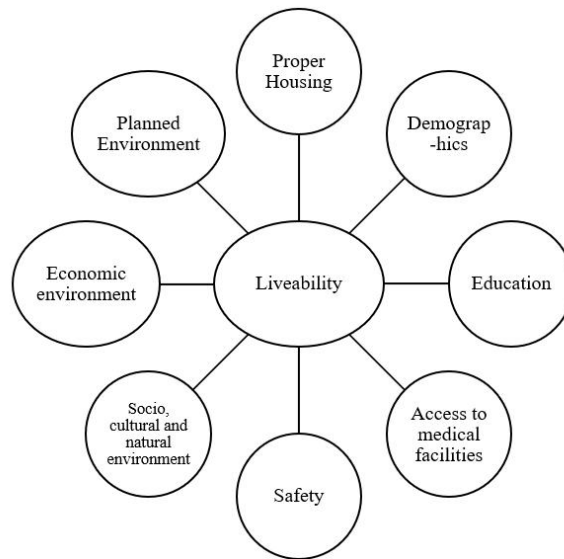 Proper
Housing
Demograp
-hics
Education
Access to
medical
facilities
Safety
Socio,
cultural and
natural
environment
Economic
environment
Planned
Environment
Liveability